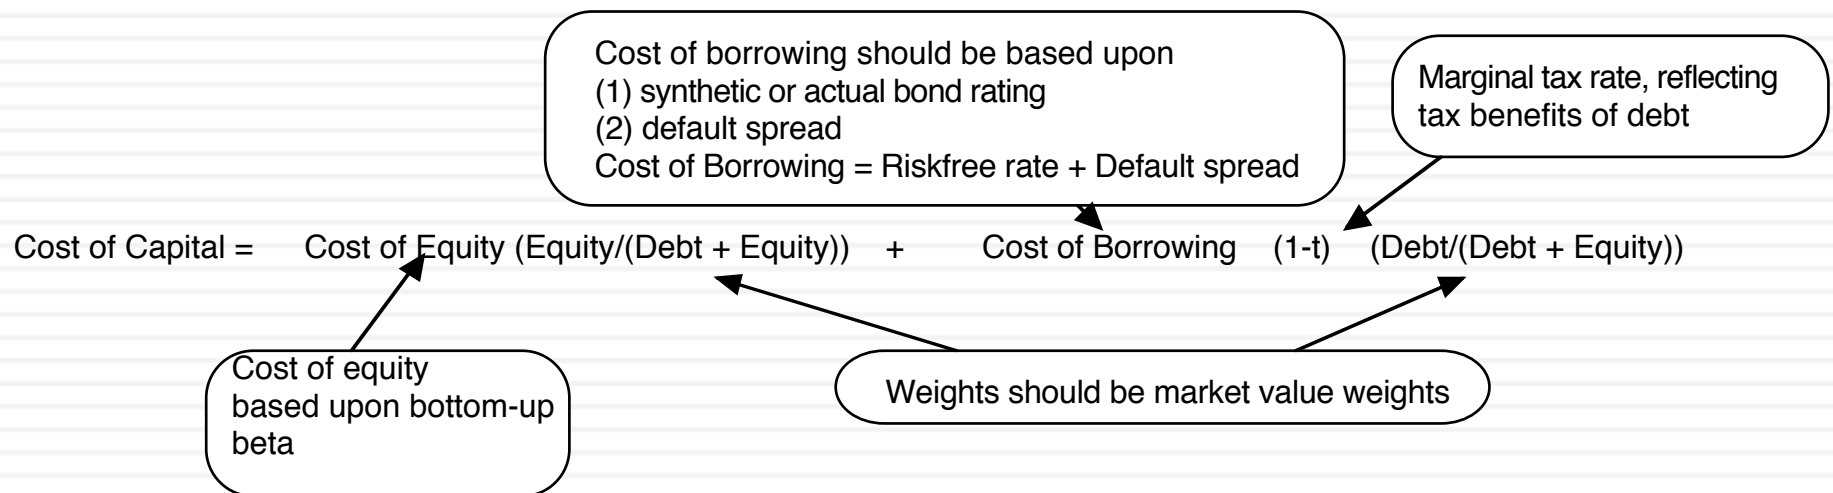 Cost of borrowing should be based upon
(1) synthetic or actual bond rating
(2) default spread
Cost of Borrowing = Riskfree rate + Default spread
Marginal tax rate, reflecting
tax benefits of debt
Cost of Capital = Cost of Equity (Equity/(Debt + Equity)) + Cost of Borrowing (1-t) (Debt/(Debt + Equity))
Cost of equity
based upon bottom-up
beta
Weights should be market value weights